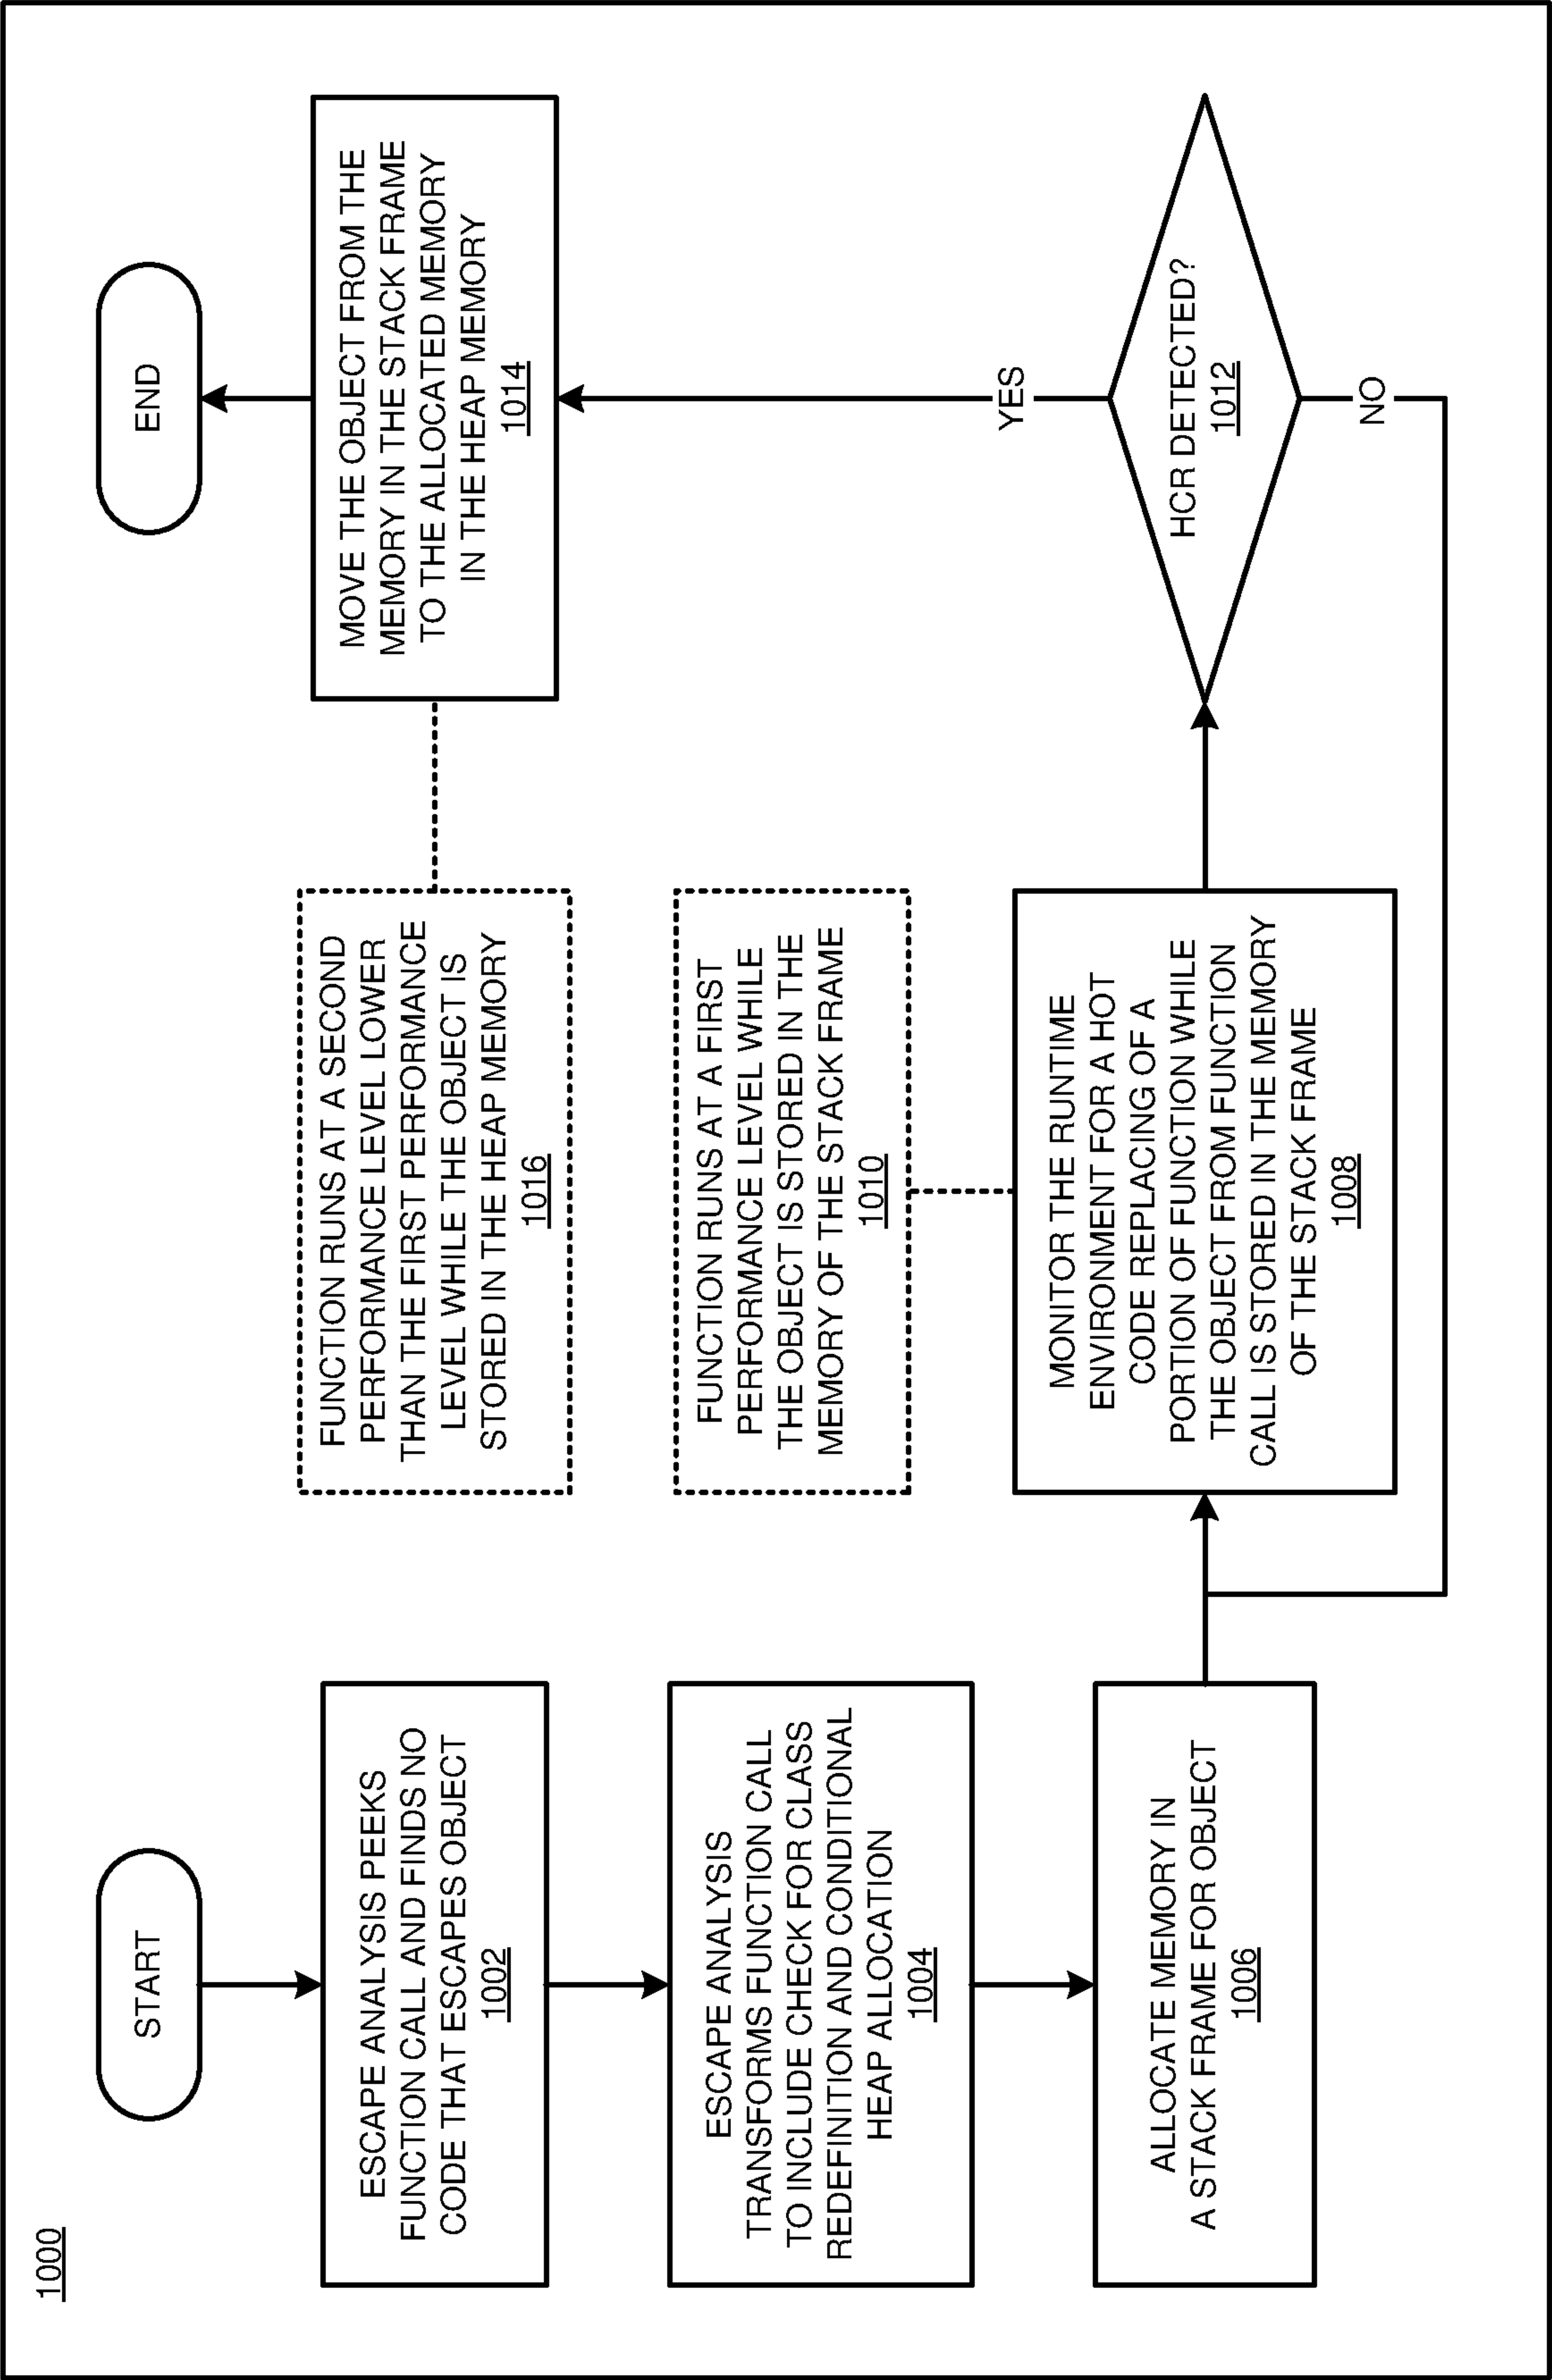 1000
START
ESCAPE ANALYSIS PEEKS
FUNCTION CALL AND FINDS NO
CODE THAT ESCAPES OBJECT
1002
ESCAPE ANALYSIS
TRANSFORMS FUNCTION CALL
TO INCLUDE CHECK FOR CLASS
REDEFINITION AND CONDITIONAL
HEAP ALLOCATION
1004
ALLOCATE MEMORY IN
A STACK FRAME FOR OBJECT
1006
FUNCTION RUNS AT A SECOND
PERFORMANCE LEVEL LOWER
THAN THE FIRST PERFORMANCE
LEVEL WHILE THE OBJECT IS
STORED IN THE HEAP MEMORY
1016
FUNCTION RUNS AT A FIRST
PERFORMANCE LEVEL WHILE
THE OBJECT IS STORED IN THE
MEMORY OF THE STACK FRAME
1010
MONITOR THE RUNTIME
ENVIRONMENT FOR A HOT
CODE REPLACING OF A
PORTION OF FUNCTION WHILE
THE OBJECT FROM FUNCTION
CALL IS STORED IN THE MEMORY
OF THE STACK FRAME
1008
END
MOVE THE OBJECT FROM THE
MEMORY IN THE STACK FRAME
TO THE ALLOCATED MEMORY
IN THE HEAP MEMORY
1014
YES
HCR DETECTED?
1012
NO